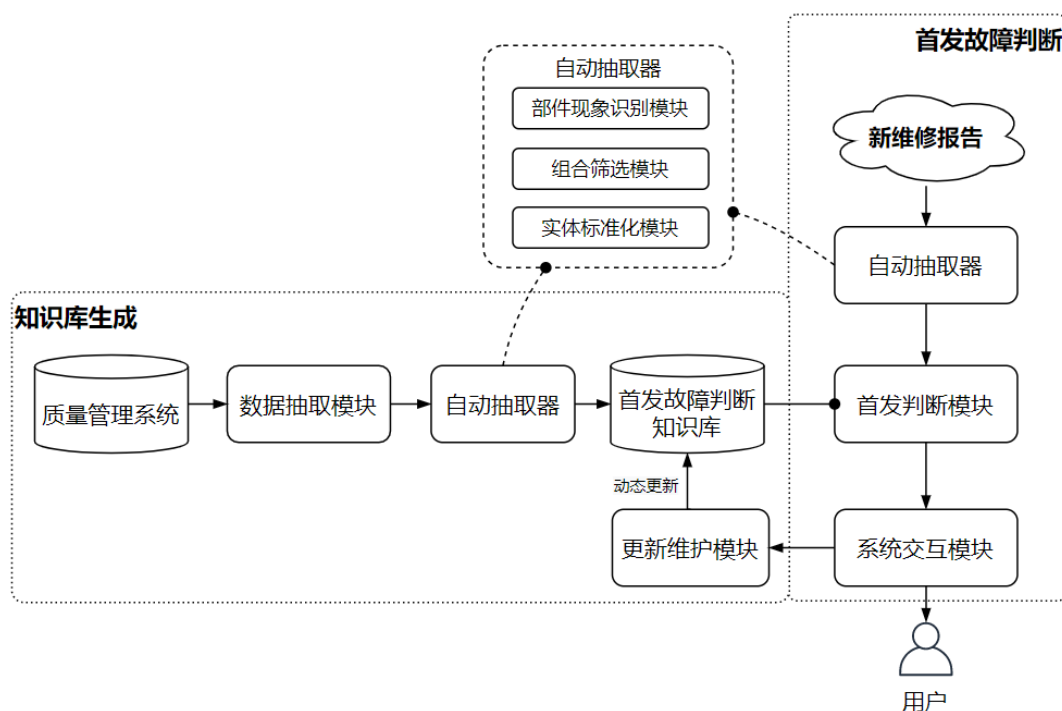 首发故障判断
自动抽取器
部件现象识别模块
组合筛选模块
实体标准化模块
新维修报告
自动抽取器
知识库生成
质量管理系统
数据抽取模块
自动抽取器
首发故障判断
知识库
首发判断模块
动态更新
更新维护模块
系统交互模块
用户